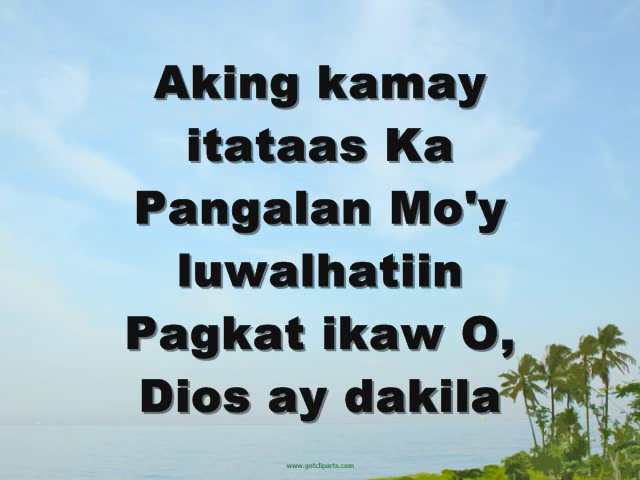 Aking kamay
itataas Ka
Pangalan Mo'y
luwalhatiin
Pagkat ikaw O,
Dios ay dakila
www.getcliparts.com